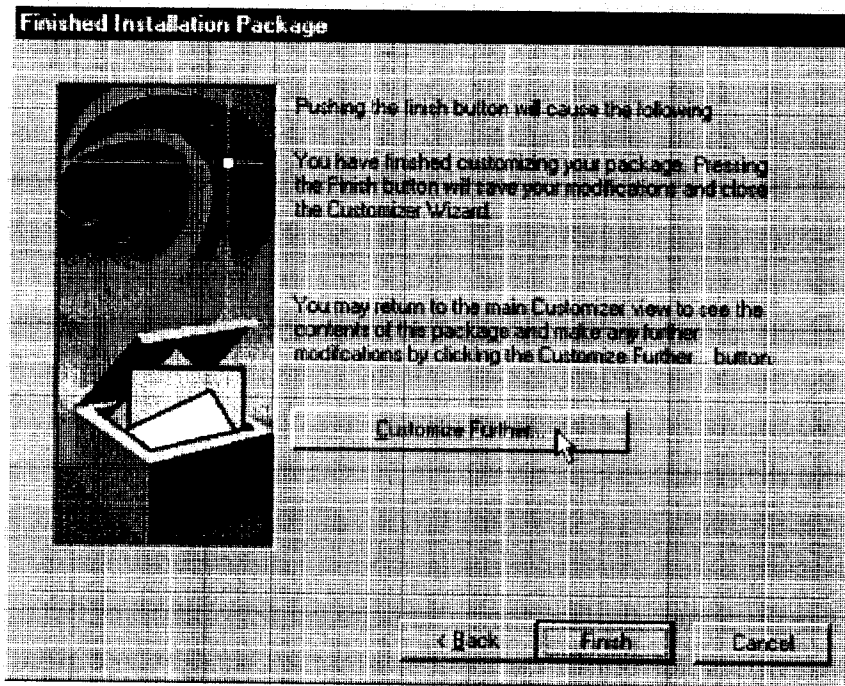 Finished Installation Package
Pushing the finish button will cause the following
You have finished customizing your package. Pressing
the Finish button will save your modifications and close
the Customizer Wizard.
You may return to the main Customizer view to see the
contents of this package and make any further
modifcations by clicking the Customize Further... button.
Customize Further...
< Back
Finish
Cancel